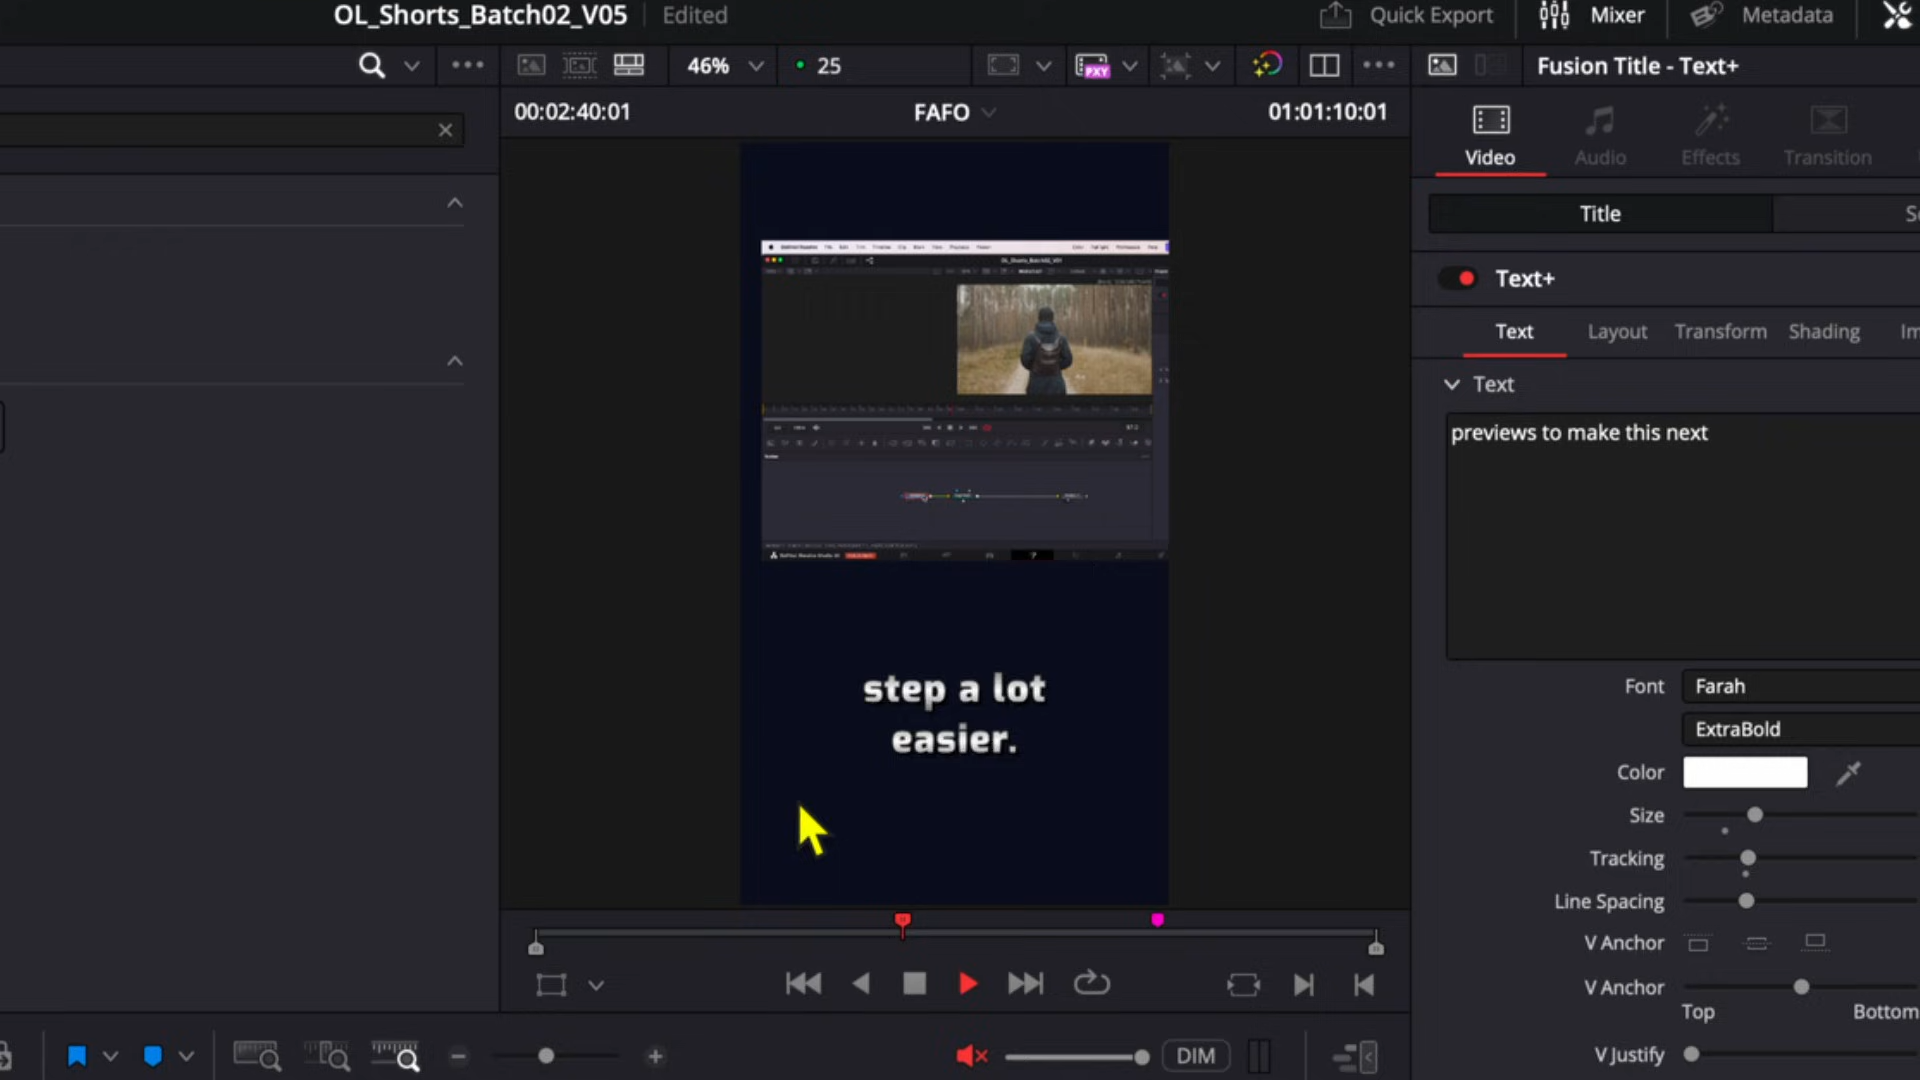 OL_Shorts_Batch02_V05 Edited Quick Export Mixer Metadata
46% 25 PXY Fusion Title - Text+
00:02:40:01 FAFO 01:01:10:01
Video Audio Effects Transition
Title
Text+
Text Layout Transform Shading
Text
previews to make this next
OL_Shorts_Batch02_V05
step a lot
easier.
Font Farah
ExtraBold
Color
Size
Tracking
Line Spacing
V Anchor
V Anchor
Top Bottom
V Justify
DIM